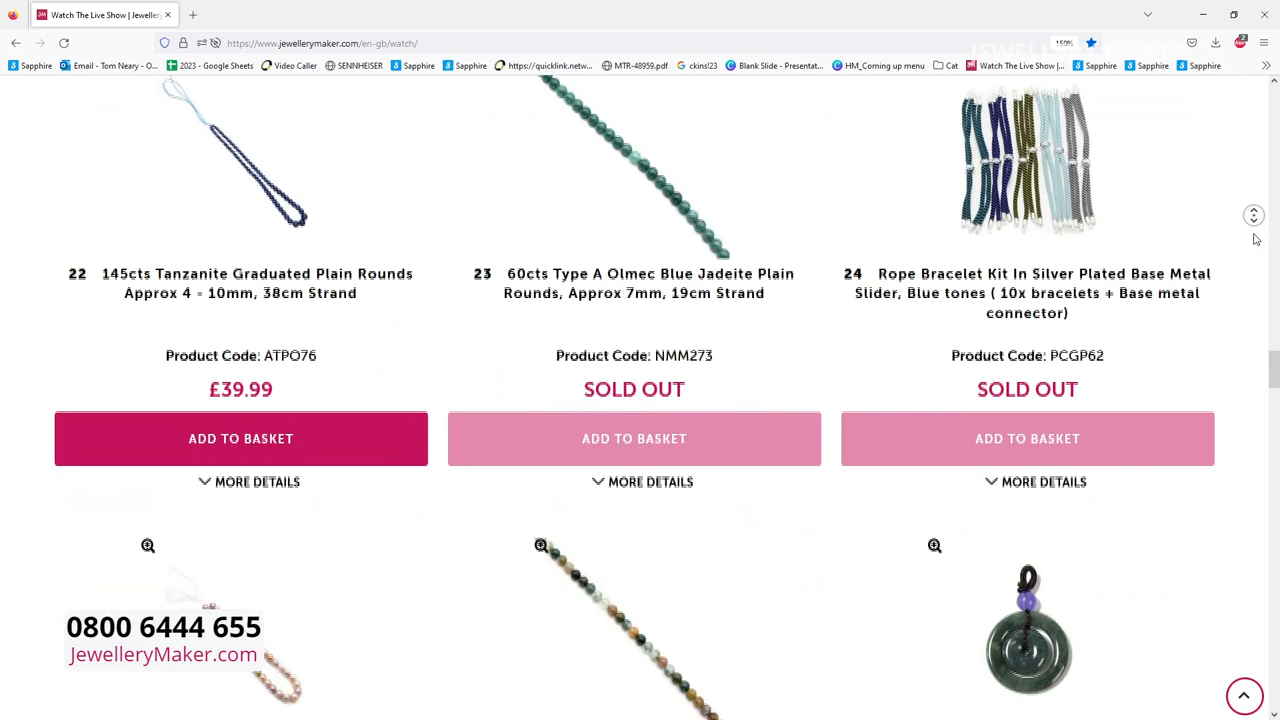 Watch The Live Show | Jeweller
https://www.jewellerymaker.com gb/watch/
150%
2
Sapphire
Email - Tom Neary - O...
2023 - Google Sheets
Video Caller
SENNHEISER
Sapphire
Sapphire
https://quicklink.netw...
MTR-48959.pdf
ckins!23
Blank Slide - Presentat...
HM_Coming up menu
Cat
Watch The Live Show |...
Sapphire
Sapphire
Sapphire
22 145cts Tanzanite Graduated Plain Rounds
Approx 4 - 10mm, 38cm Strand
Product Code: ATPO76
£39.99
ADD TO BASKET
MORE DETAILS
23 60cts Type A Olmec Blue Jadeite Plain
Rounds, Approx 7mm, 19cm Strand
Product Code: NMM273
SOLD OUT
ADD TO BASKET
MORE DETAILS
24 Rope Bracelet Kit In Silver Plated Base Metal
Slider, Blue tones ( 10x bracelets + Base metal
connector)
Product Code: PCGP62
SOLD OUT
ADD TO BASKET
MORE DETAILS
0800 6444 655
JewelleryMaker.com